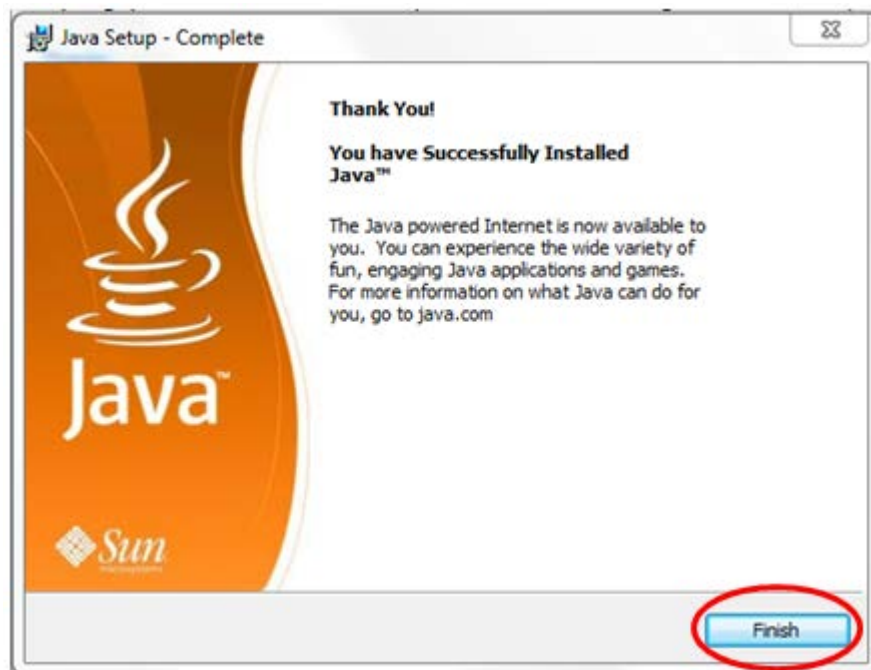 Java Setup - Complete
Thank You!
You have Successfully Installed
Java™
The Java powered Internet is now available to
you. You can experience the wide variety of
fun, engaging Java applications and games.
For more information on what Java can do for
you, go to java.com
Java™
Sun
microsystems
Finish